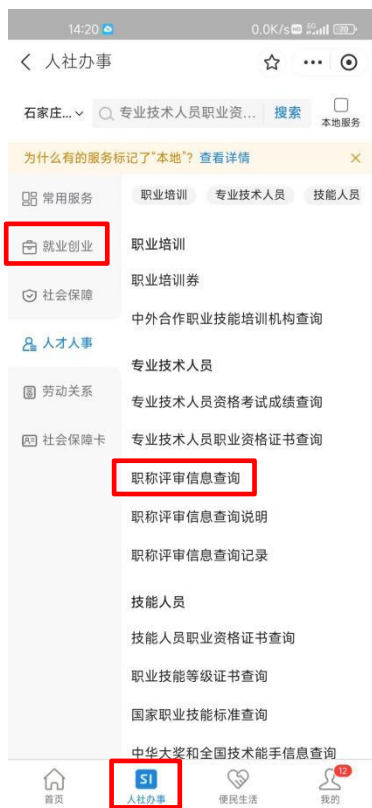 14:20 0.0K/s HD 5G 70
人社办事
石家庄... 专业技术人员职业资... 搜索 本地服务
为什么有的服务标记了"本地"? 查看详情
常用服务
就业创业
社会保障
人才人事
劳动关系
社会保障卡
职业培训 专业技术人员 技能人员
职业培训
职业培训券
中外合作职业技能培训机构查询
专业技术人员
专业技术人员资格考试成绩查询
专业技术人员职业资格证书查询
职称评审信息查询
职称评审信息查询说明
职称评审信息查询记录
技能人员
技能人员职业资格证书查询
职业技能等级证书查询
国家职业技能标准查询
中华大奖和全国技术能手信息查询
首页
SI
人社办事
便民生活
12
我的